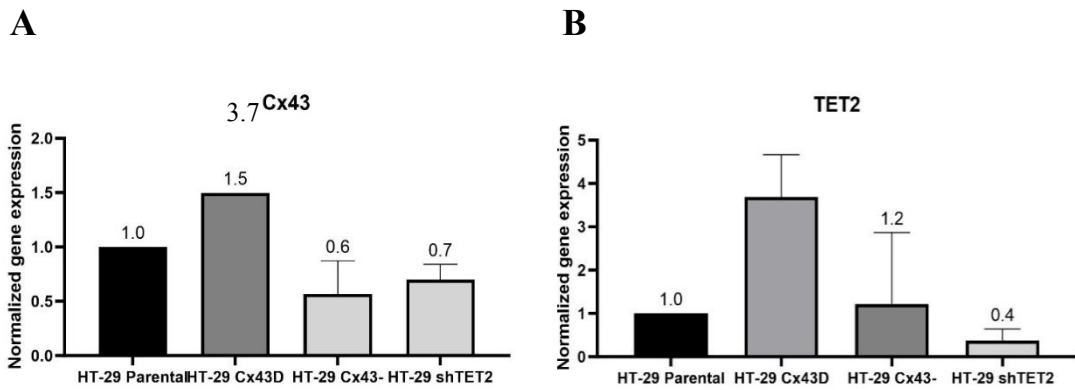 A
3.7 Cx43
Normalized gene expression
2.0
1.5
1.0
0.5
0.0
1.0
1.5
0.6
0.7
HT-29 Parental HT-29 Cx43D HT-29 Cx43- HT-29 shTET2
B
TET2
Normalized gene expression
5
4
3
2
1
0
1.0
1.2
0.4
HT-29 Parental HT-29 Cx43D HT-29 Cx43- HT-29 shTET2